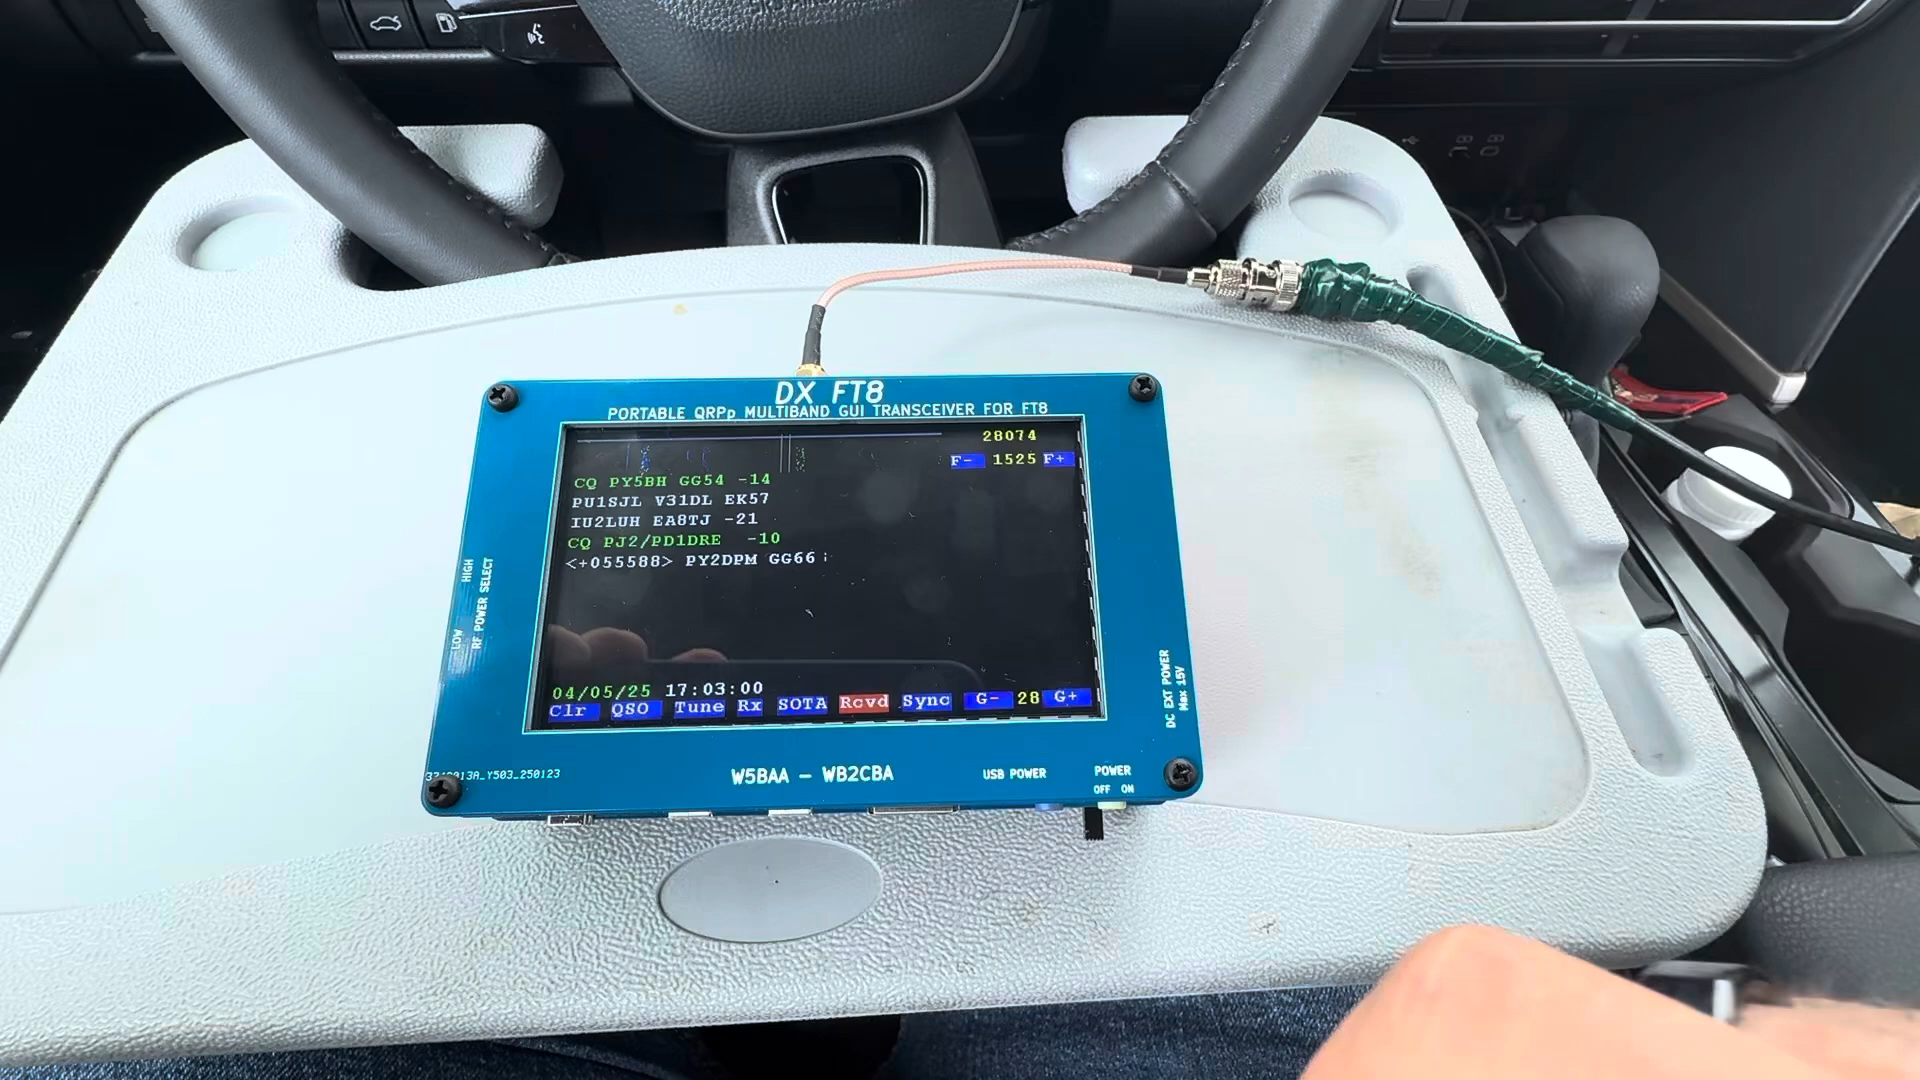 DX FT8
PORTABLE QRPp MULTIBAND GUI TRANSCEIVER FOR FT8
28074
F- 1525 F+
CQ PY5BH GG54 -14
PU1SJL V31DL EK57
IU2LUH EA8TJ -21
CQ PJ2/PD1DRE -10
<+055588> PY2DPM GG66
04/05/25 17:03:00
Clr QSO Tune Rx SOTA Rcvd Sync G- 28 G+
LOW HIGH
RF POWER SELECT
DC EXT POWER
Max 15V
W5BAA - WB2CBA
USB POWER
POWER
OFF ON